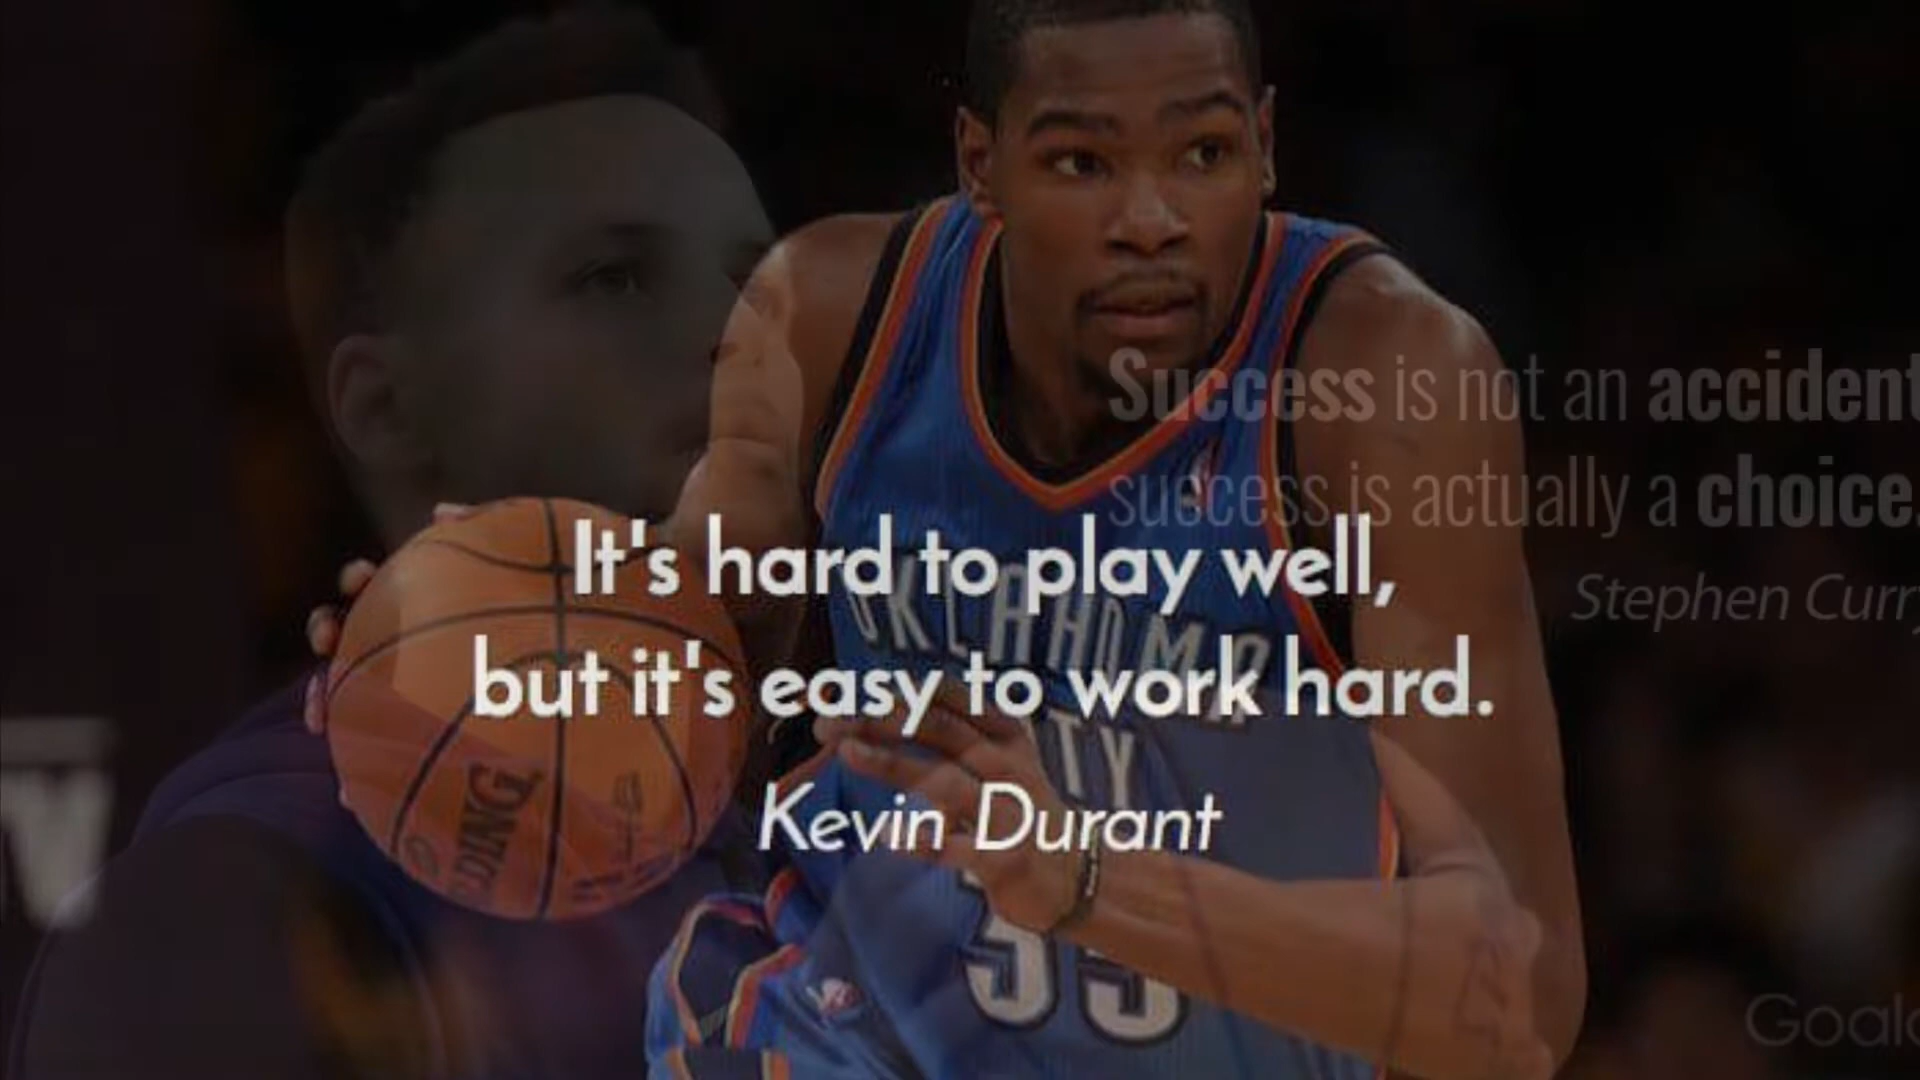 Success is not an accident
success is actually a choice.
Stephen Curry
It's hard to play well,
but it's easy to work hard.
Kevin Durant
OKLAHOMA
CITY
35